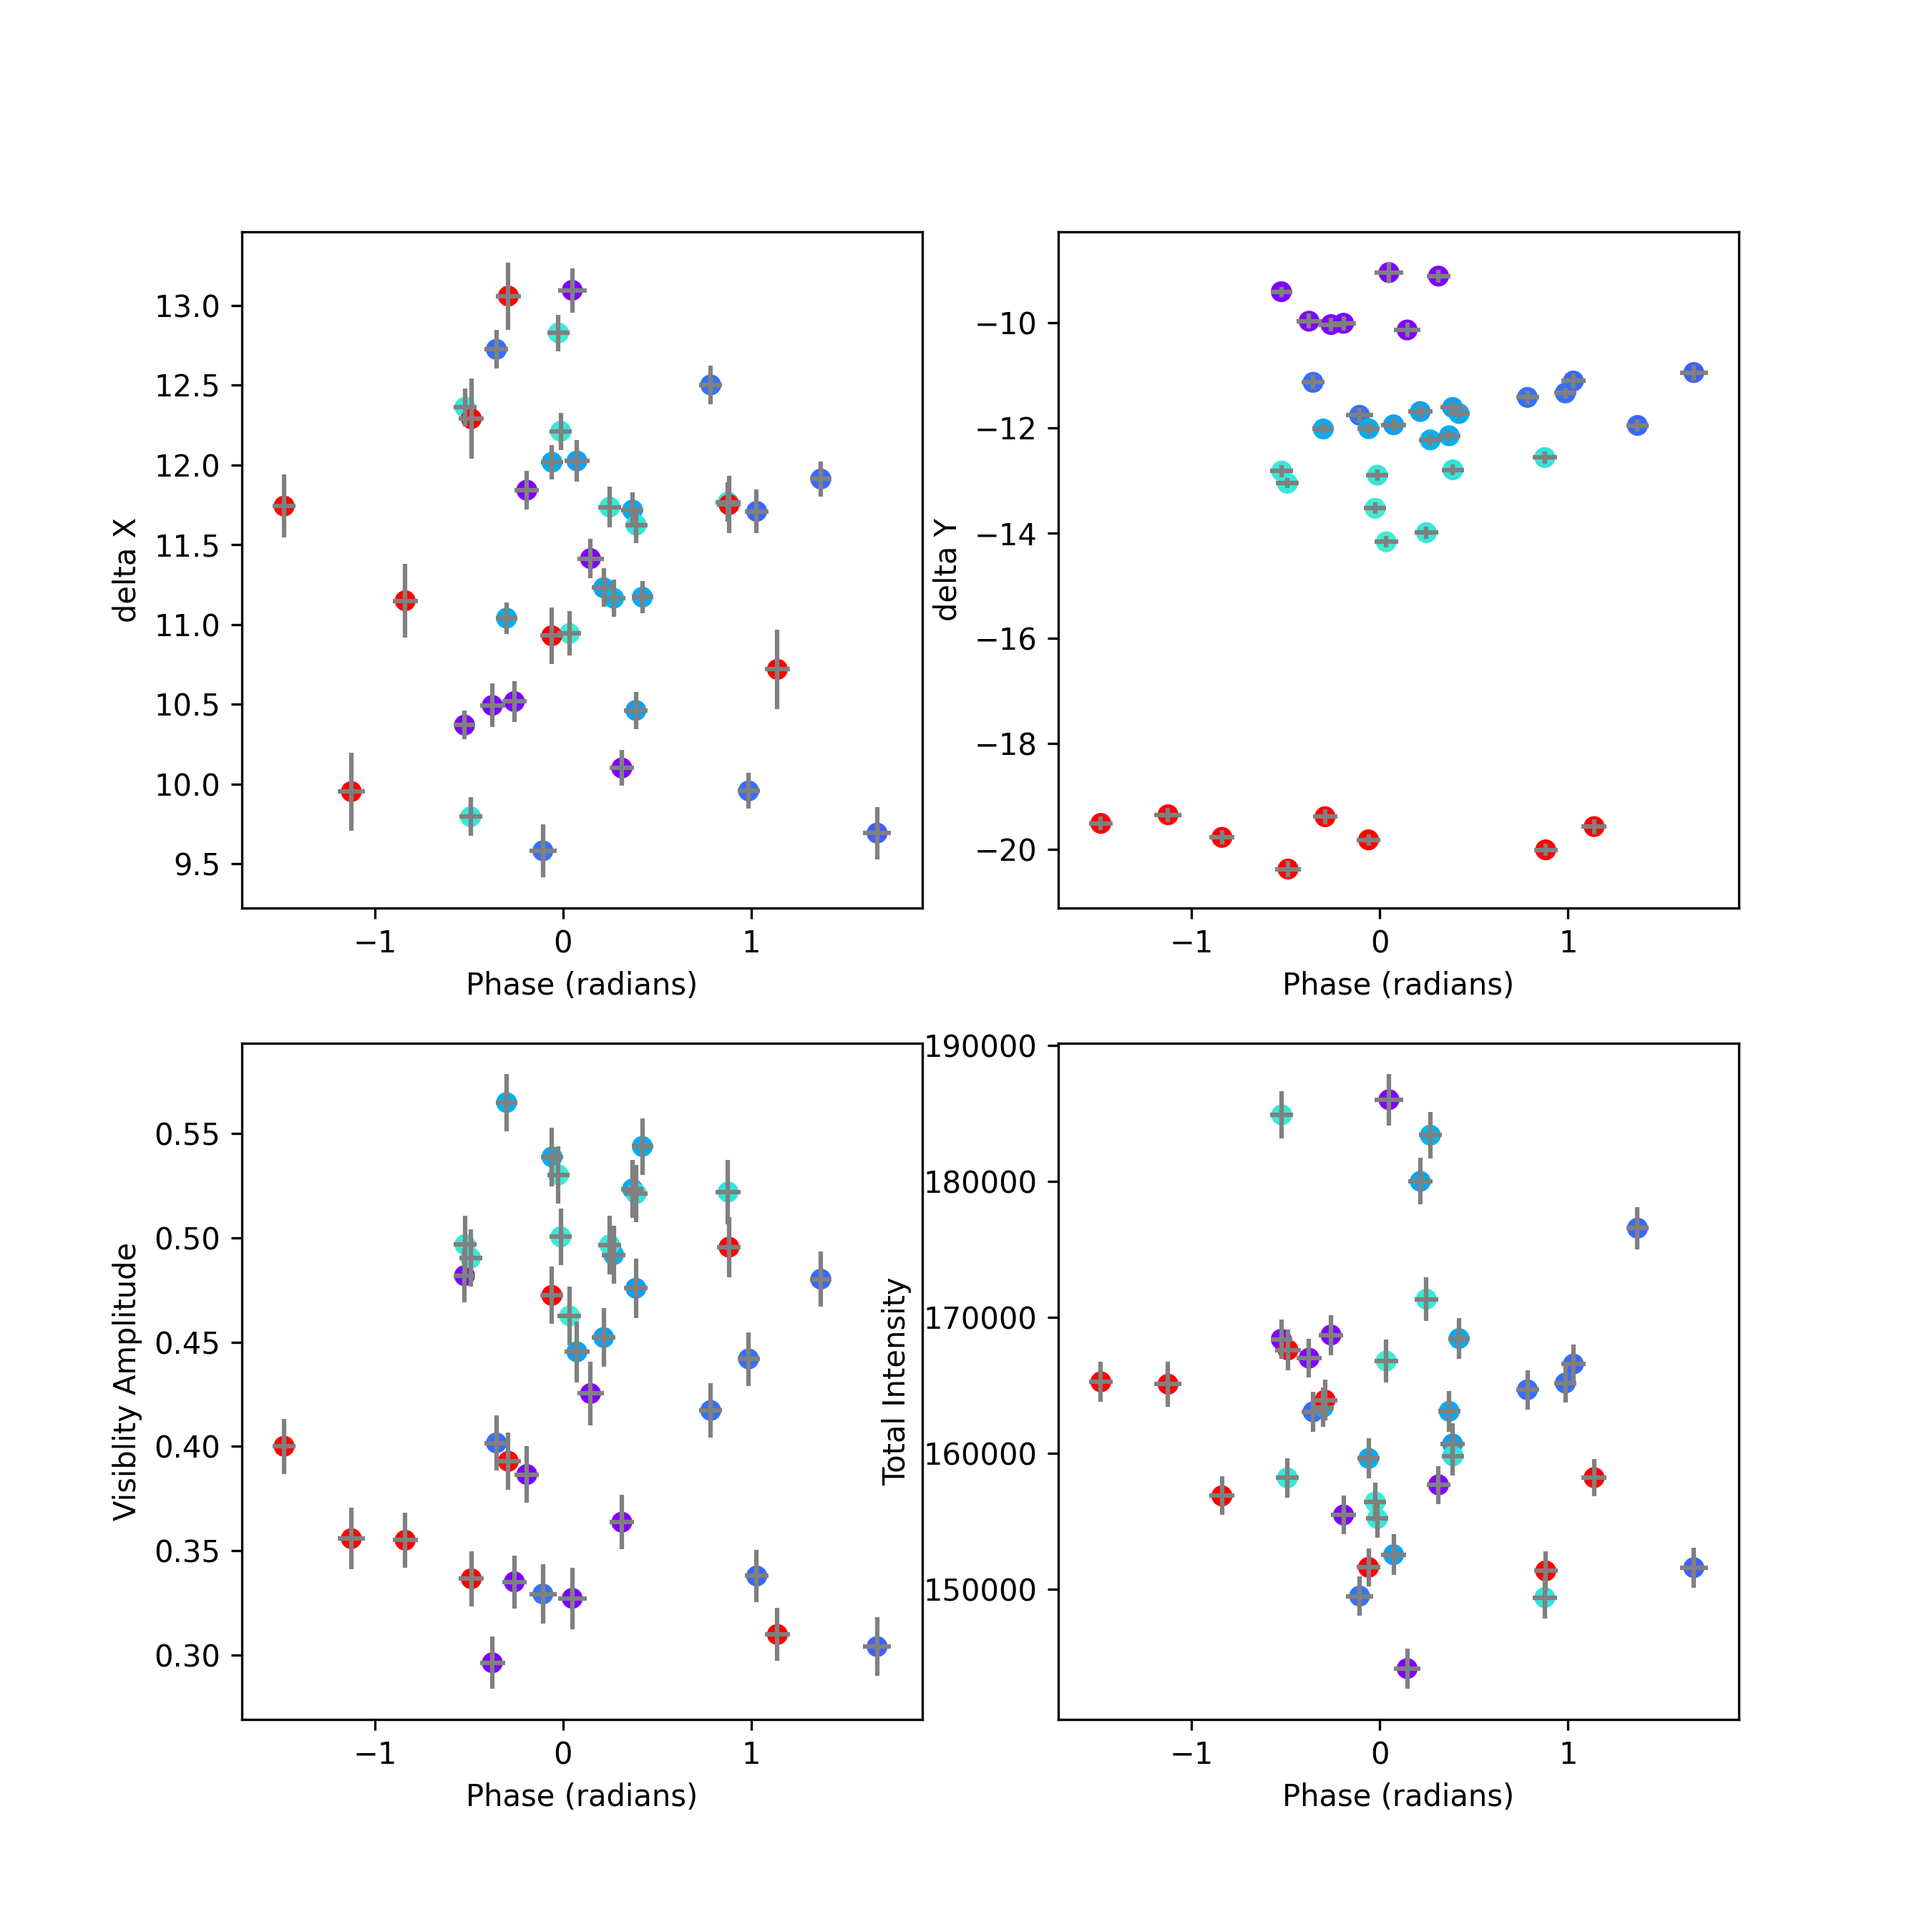 13.0
12.5
12.0
11.5
11.0
10.5
10.0
9.5
delta X
−1 0 1
Phase (radians)
−10
−12
−14
−16
−18
−20
delta Y
−1 0 1
Phase (radians)
0.55
0.50
0.45
0.40
0.35
0.30
Visiblity Amplitude
−1 0 1
Phase (radians)
190000
180000
170000
160000
150000
Total Intensity
−1 0 1
Phase (radians)